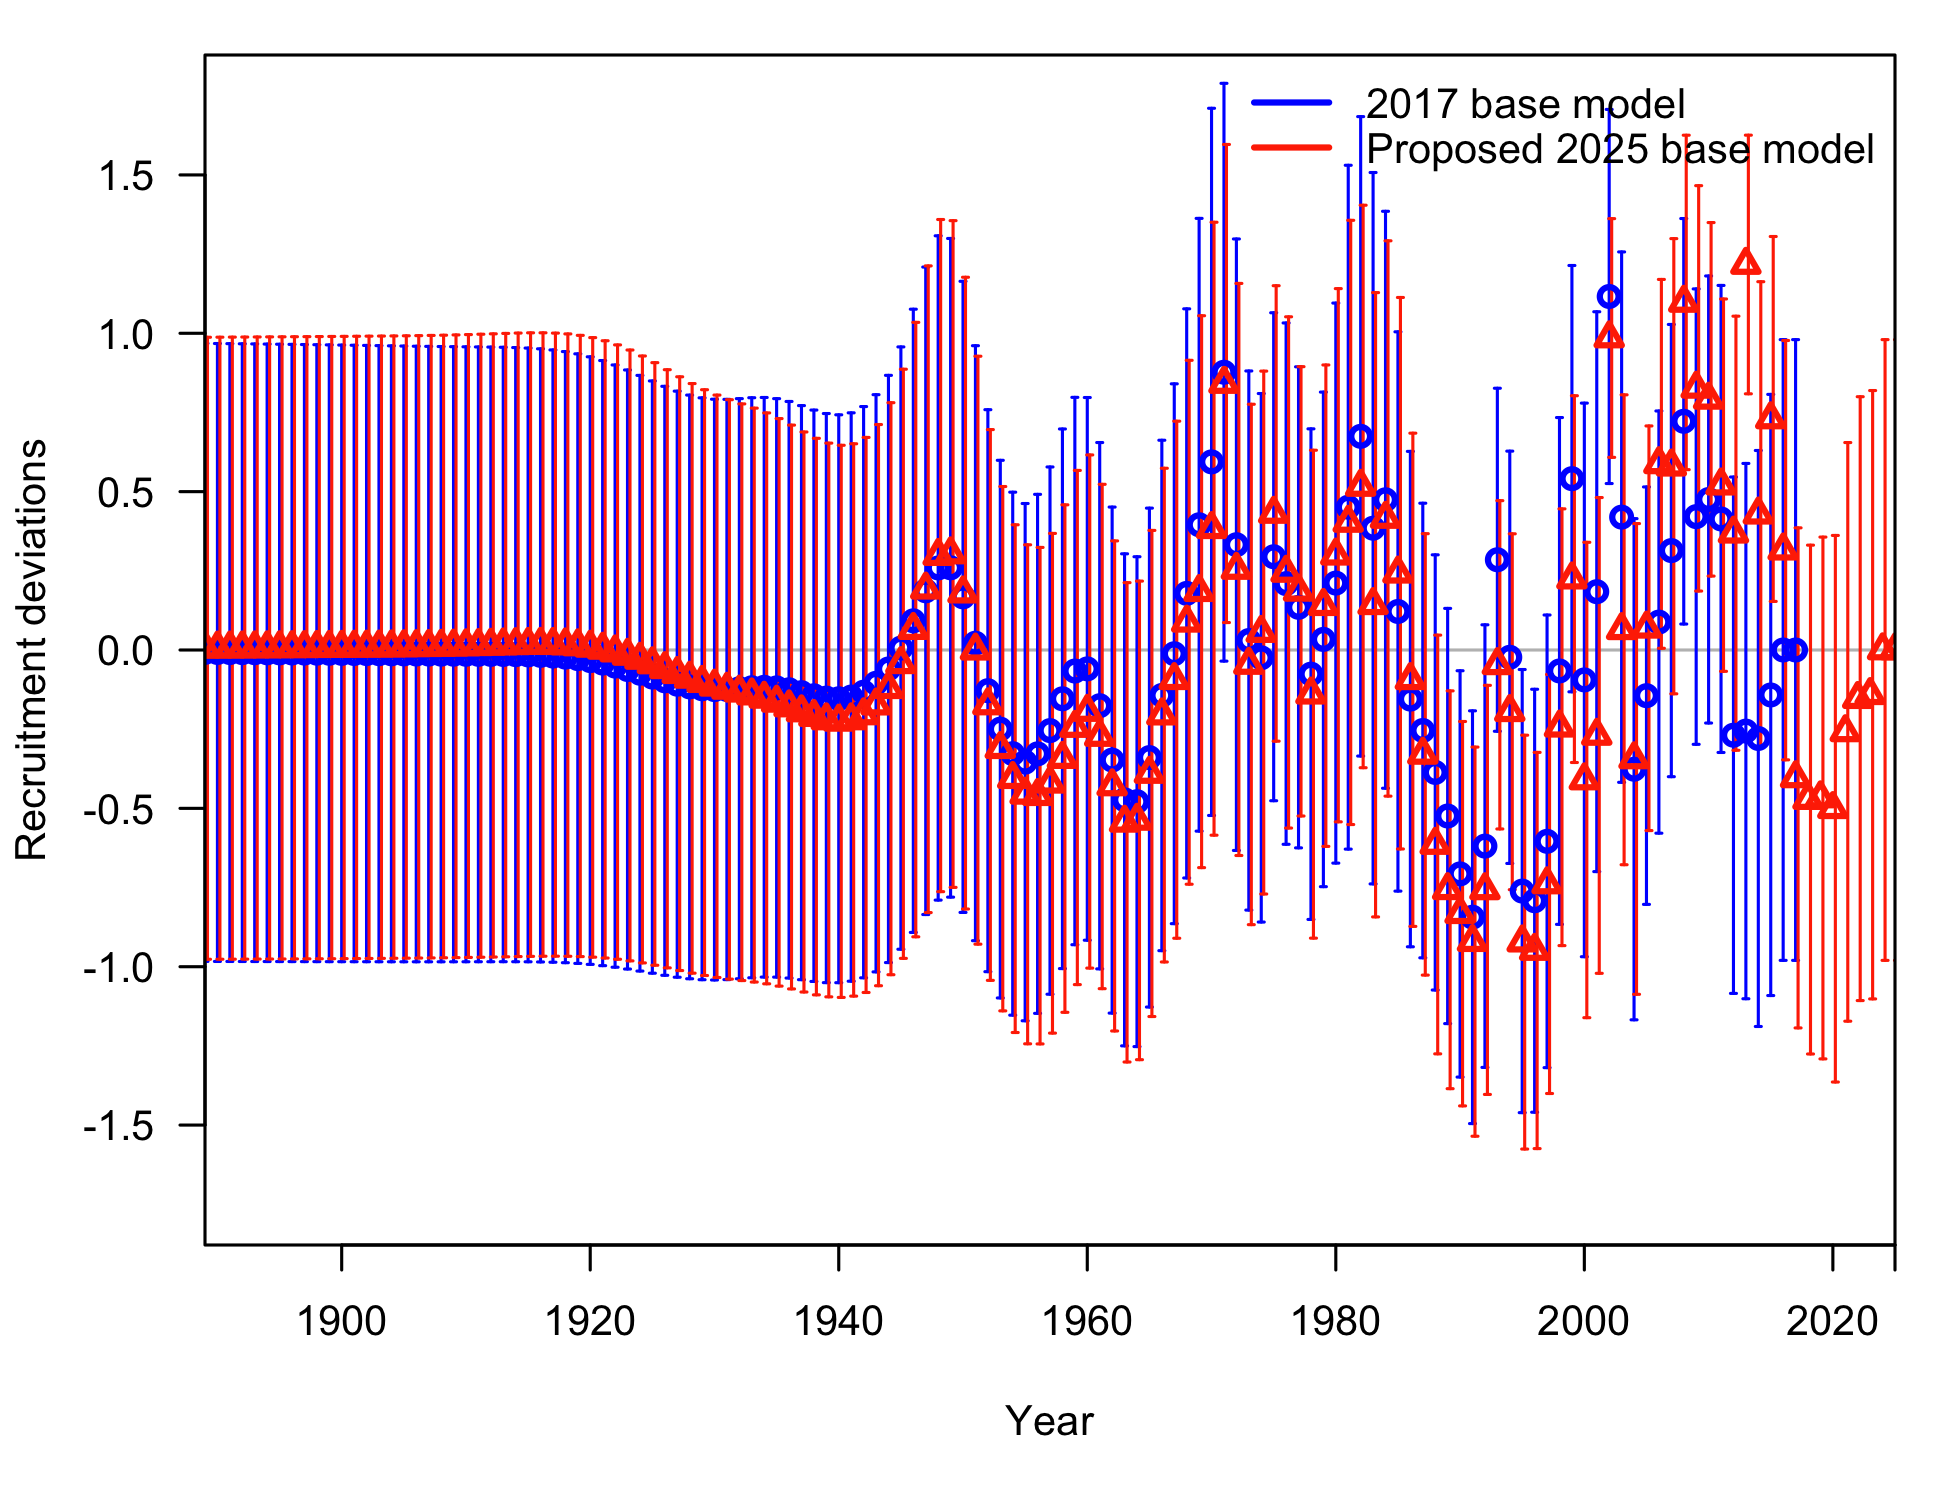 2017 base model
Proposed 2025 base model
1.5
1.0
0.5
0.0
-0.5
-1.0
-1.5
Recruitment deviations
1900 1920 1940 1960 1980 2000 2020
Year